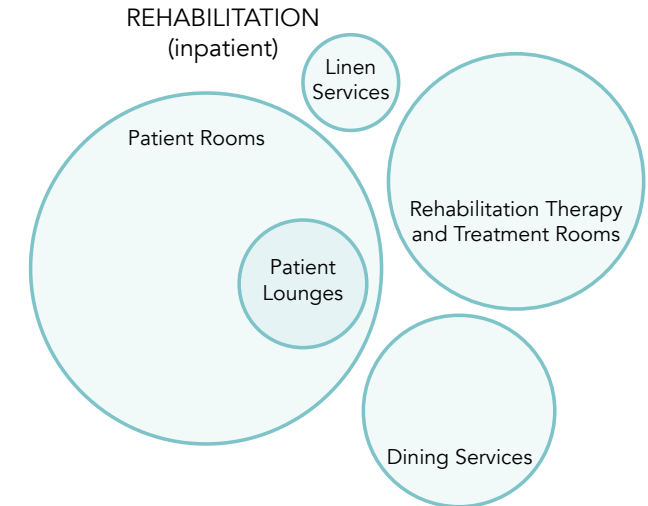 REHABILITATION
(inpatient)
Linen
Services
Patient Rooms
Rehabilitation Therapy
and Treatment Rooms
Patient
Lounges
Dining Services